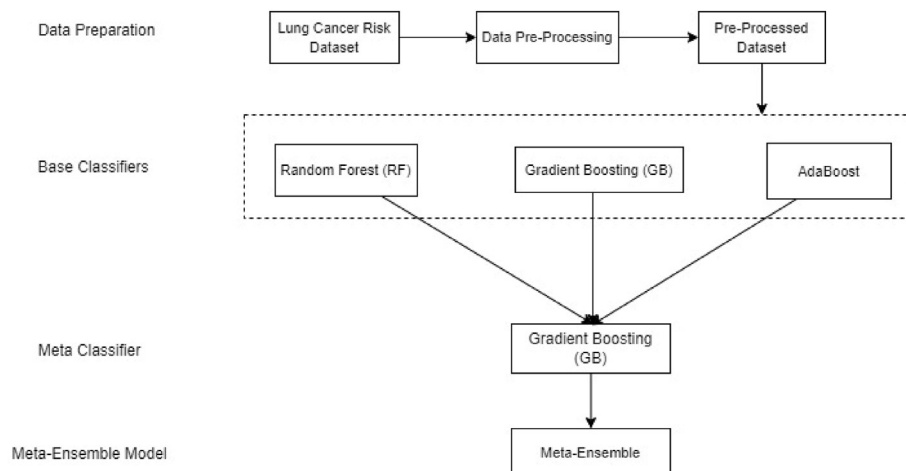 Data Preparation
Lung Cancer Risk
Dataset
Data Pre-Processing
Pre-Processed
Dataset
Base Classifiers
Random Forest (RF)
Gradient Boosting (GB)
AdaBoost
Meta Classifier
Gradient Boosting
(GB)
Meta-Ensemble Model
Meta-Ensemble